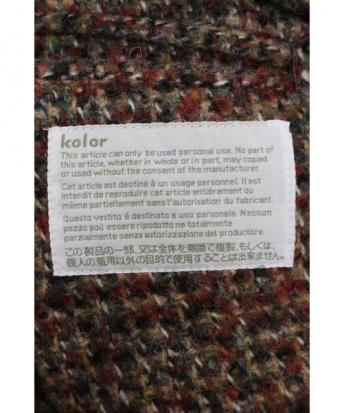 kolor
This article can only be used personal use. No part of
this article, whether in whole or in part, may copied
or used without the consent of the manufacturer.
Cet article est destiné à un usage personnel. Il est
interdit de reproduire cet article entièrement ou
même partiellement sans l'autorisation du fabricant.
Questo vestito é destinato a uso personale. Nessun
pezzo può essere ripodotto ne totalmente
parzialmente senza autorizzazione del produttore.
この製品の一部、又は全体を無断で複製、もしくは、
個人の着用以外の目的で使用することは出来ません。